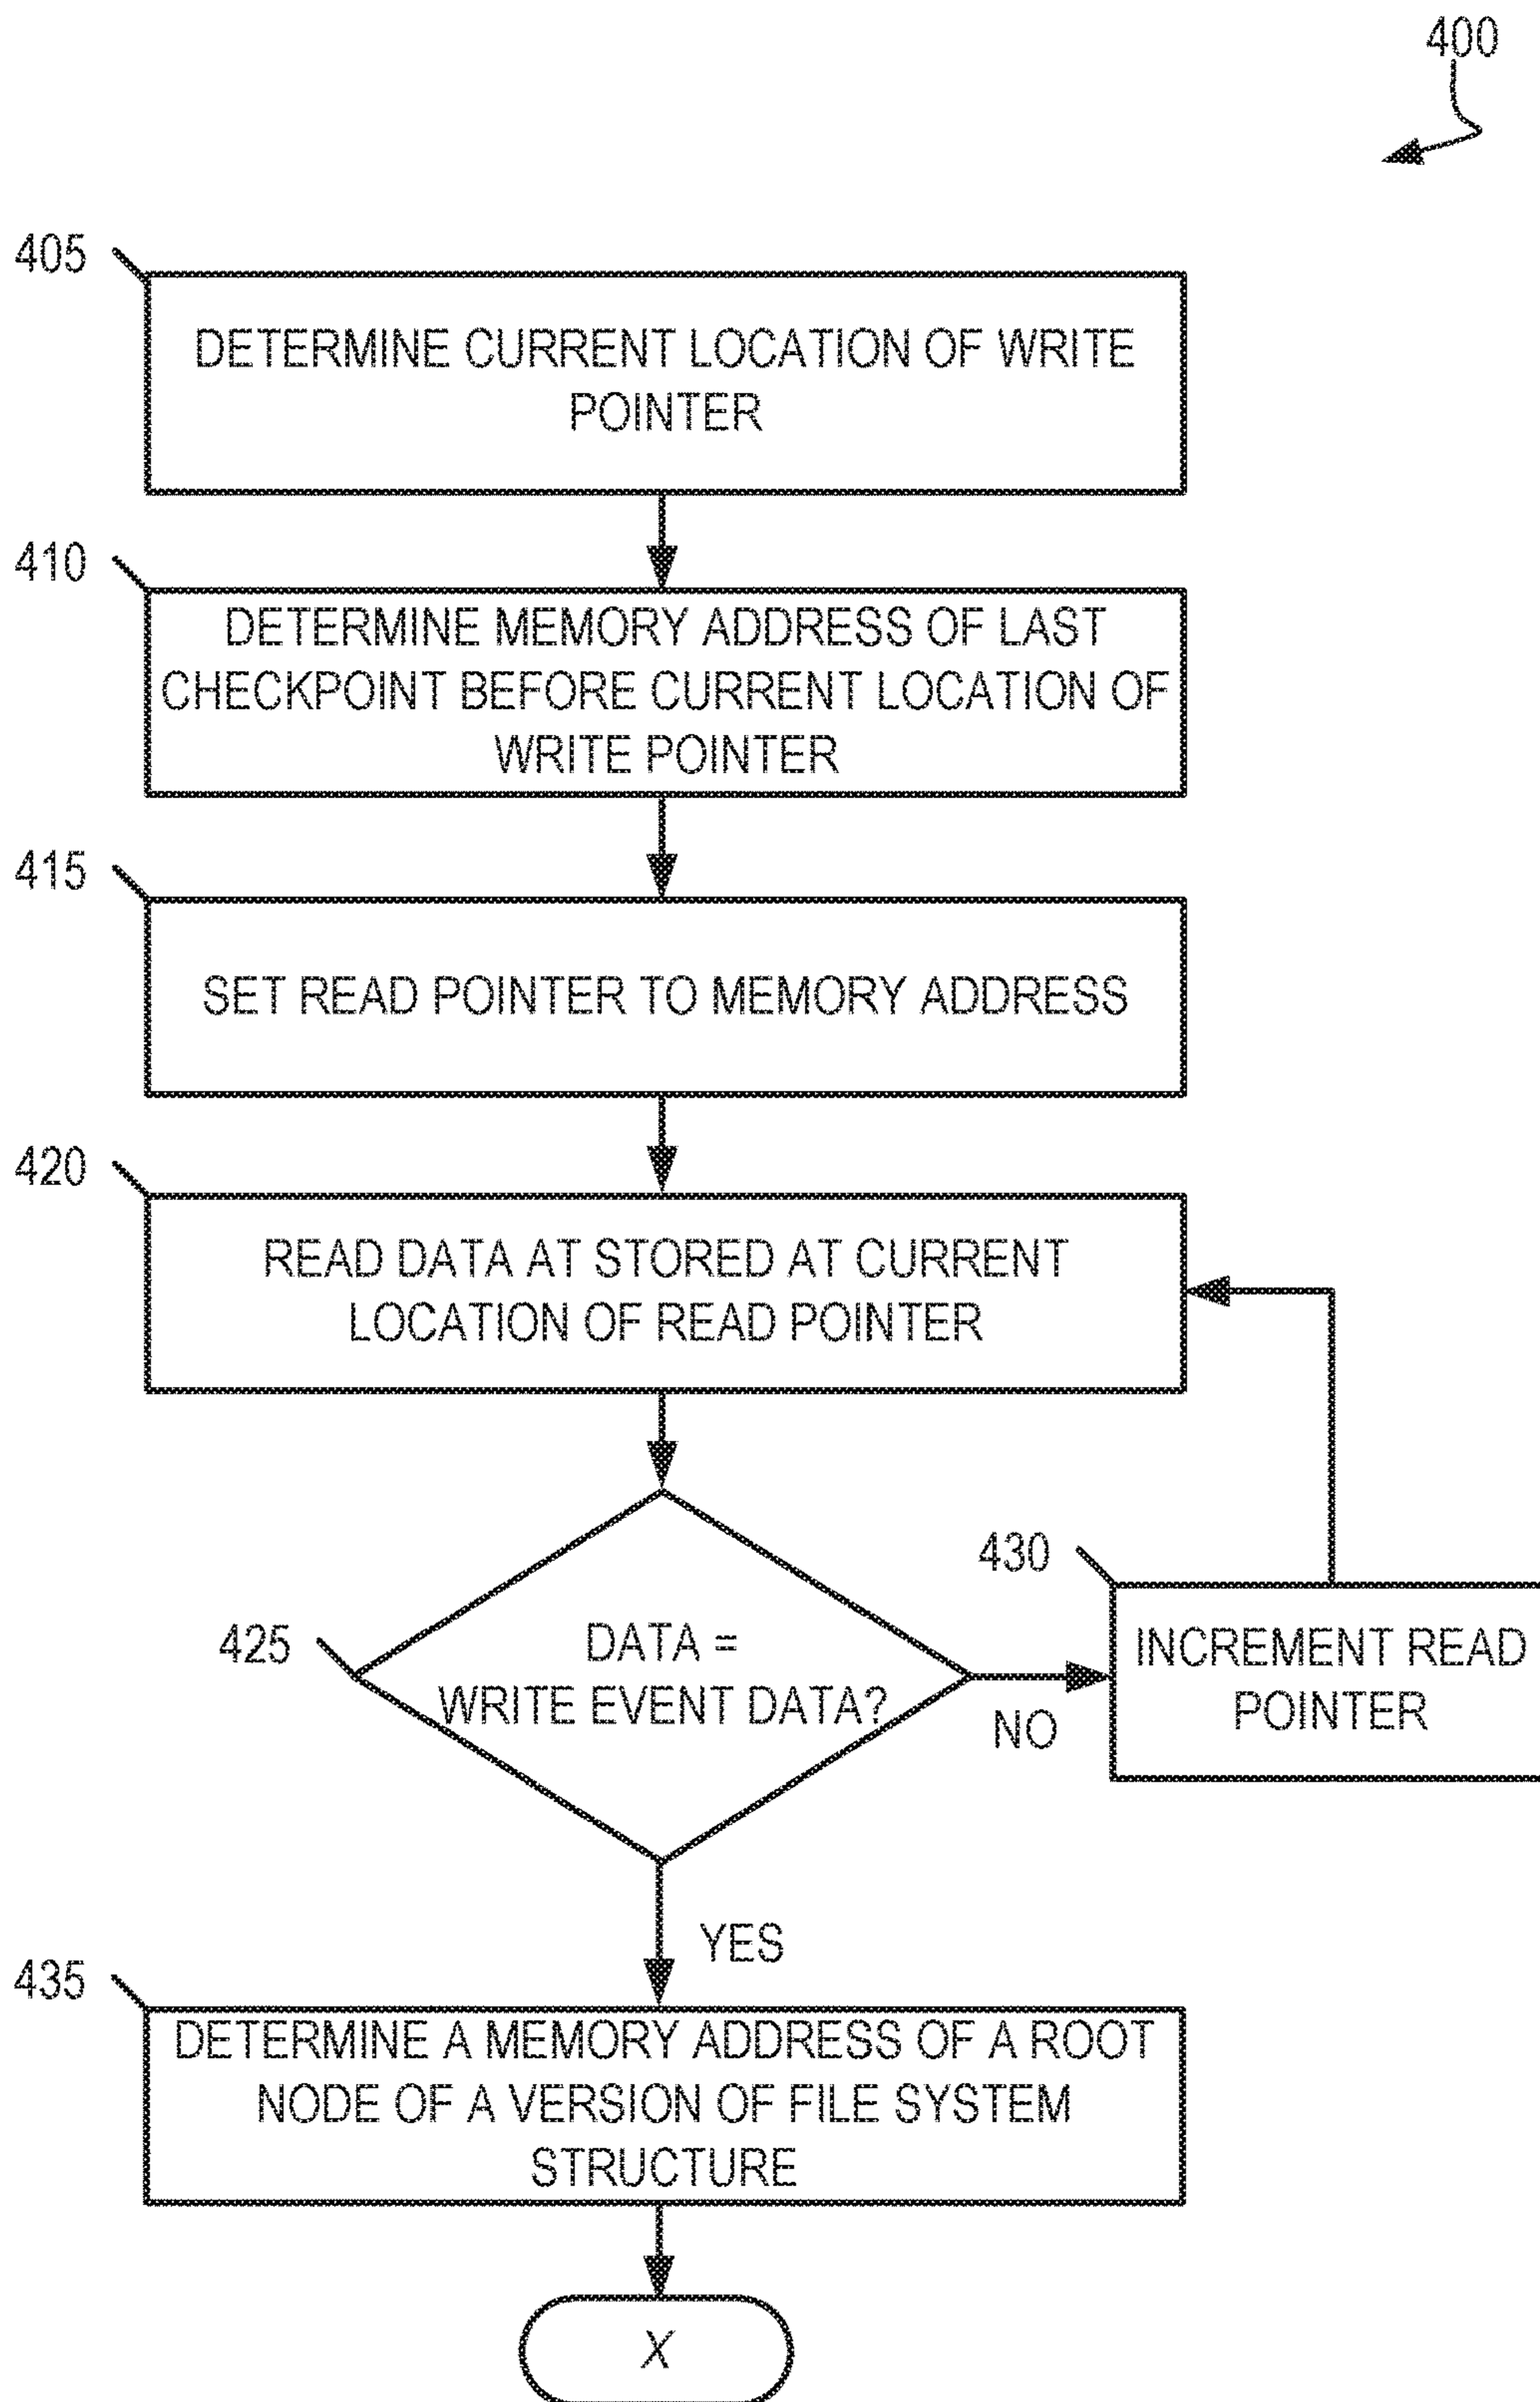 400
405
DETERMINE CURRENT LOCATION OF WRITE
POINTER
410
DETERMINE MEMORY ADDRESS OF LAST
CHECKPOINT BEFORE CURRENT LOCATION OF
WRITE POINTER
415
SET READ POINTER TO MEMORY ADDRESS
420
READ DATA AT STORED AT CURRENT
LOCATION OF READ POINTER
425
DATA =
WRITE EVENT DATA?
NO
430
INCREMENT READ
POINTER
YES
435
DETERMINE A MEMORY ADDRESS OF A ROOT
NODE OF A VERSION OF FILE SYSTEM
STRUCTURE
X